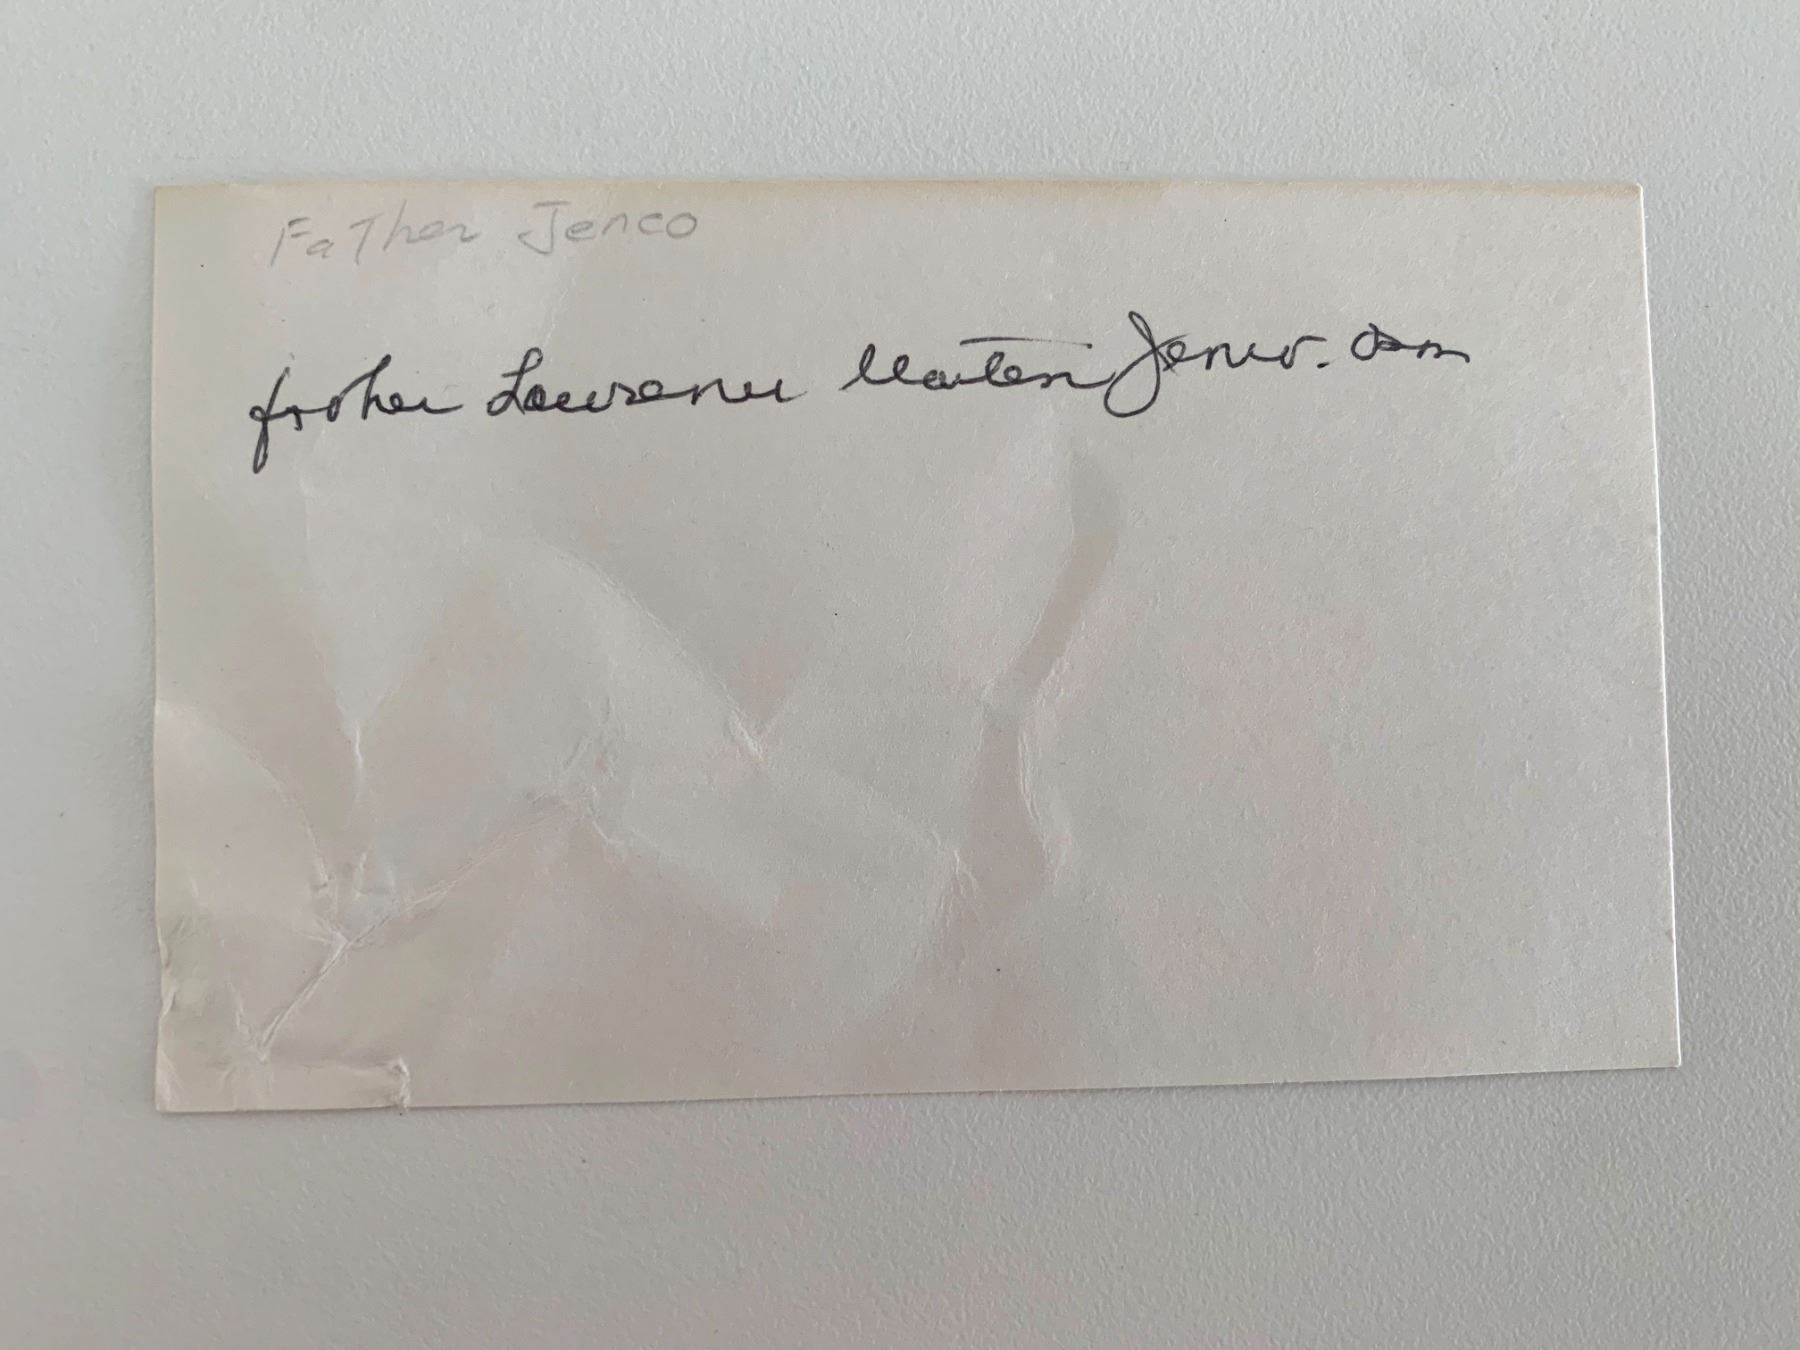 Father Jenco
father Lawrence Martin Jenco. osm